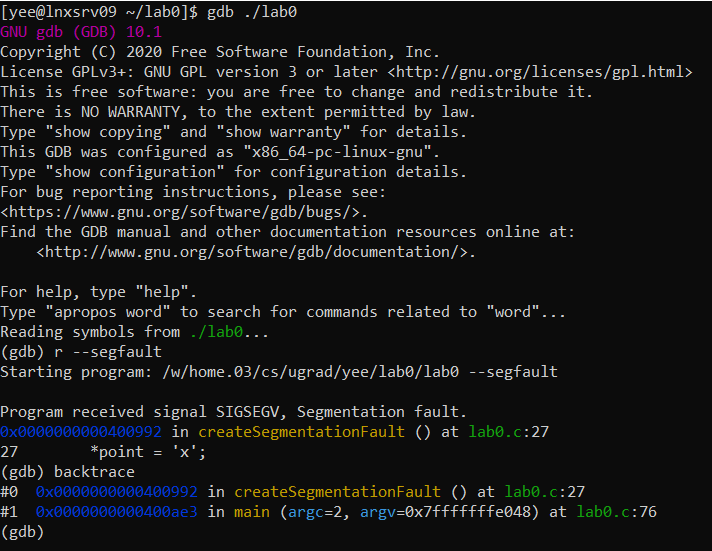 [yee@lnxsrv09 ~/lab0]$ gdb ./lab0
GNU gdb (GDB) 10.1
Copyright (C) 2020 Free Software Foundation, Inc.
License GPLv3+: GNU GPL version 3 or later <http://gnu.org/licenses/gpl.html>
This is free software: you are free to change and redistribute it.
There is NO WARRANTY, to the extent permitted by law.
Type "show copying" and "show warranty" for details.
This GDB was configured as "x86_64-pc-linux-gnu".
Type "show configuration" for configuration details.
For bug reporting instructions, please see:
<https://www.gnu.org/software/gdb/bugs/>.
Find the GDB manual and other documentation resources online at:
    <http://www.gnu.org/software/gdb/documentation/>.

For help, type "help".
Type "apropos word" to search for commands related to "word"...
Reading symbols from ./lab0...
(gdb) r --segfault
Starting program: /w/home.03/cs/ugrad/yee/lab0/lab0 --segfault

Program received signal SIGSEGV, Segmentation fault.
0x0000000000400992 in createSegmentationFault () at lab0.c:27
27        *point = 'x';
(gdb) backtrace
#0  0x0000000000400992 in createSegmentationFault () at lab0.c:27
#1  0x0000000000400ae3 in main (argc=2, argv=0x7fffffffe048) at lab0.c:76
(gdb)